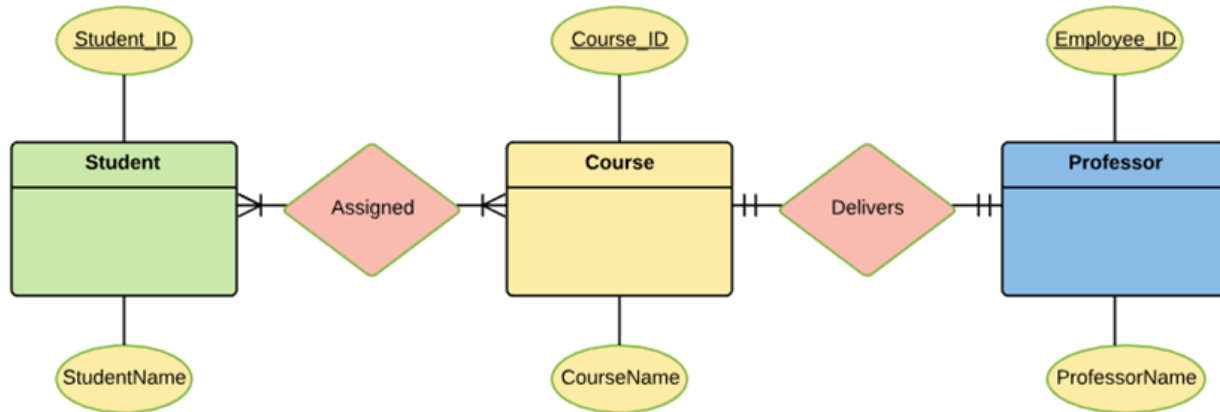 Student_ID
Course_ID
Employee_ID
Student
Course
Professor
Assigned
Delivers
StudentName
CourseName
ProfessorName